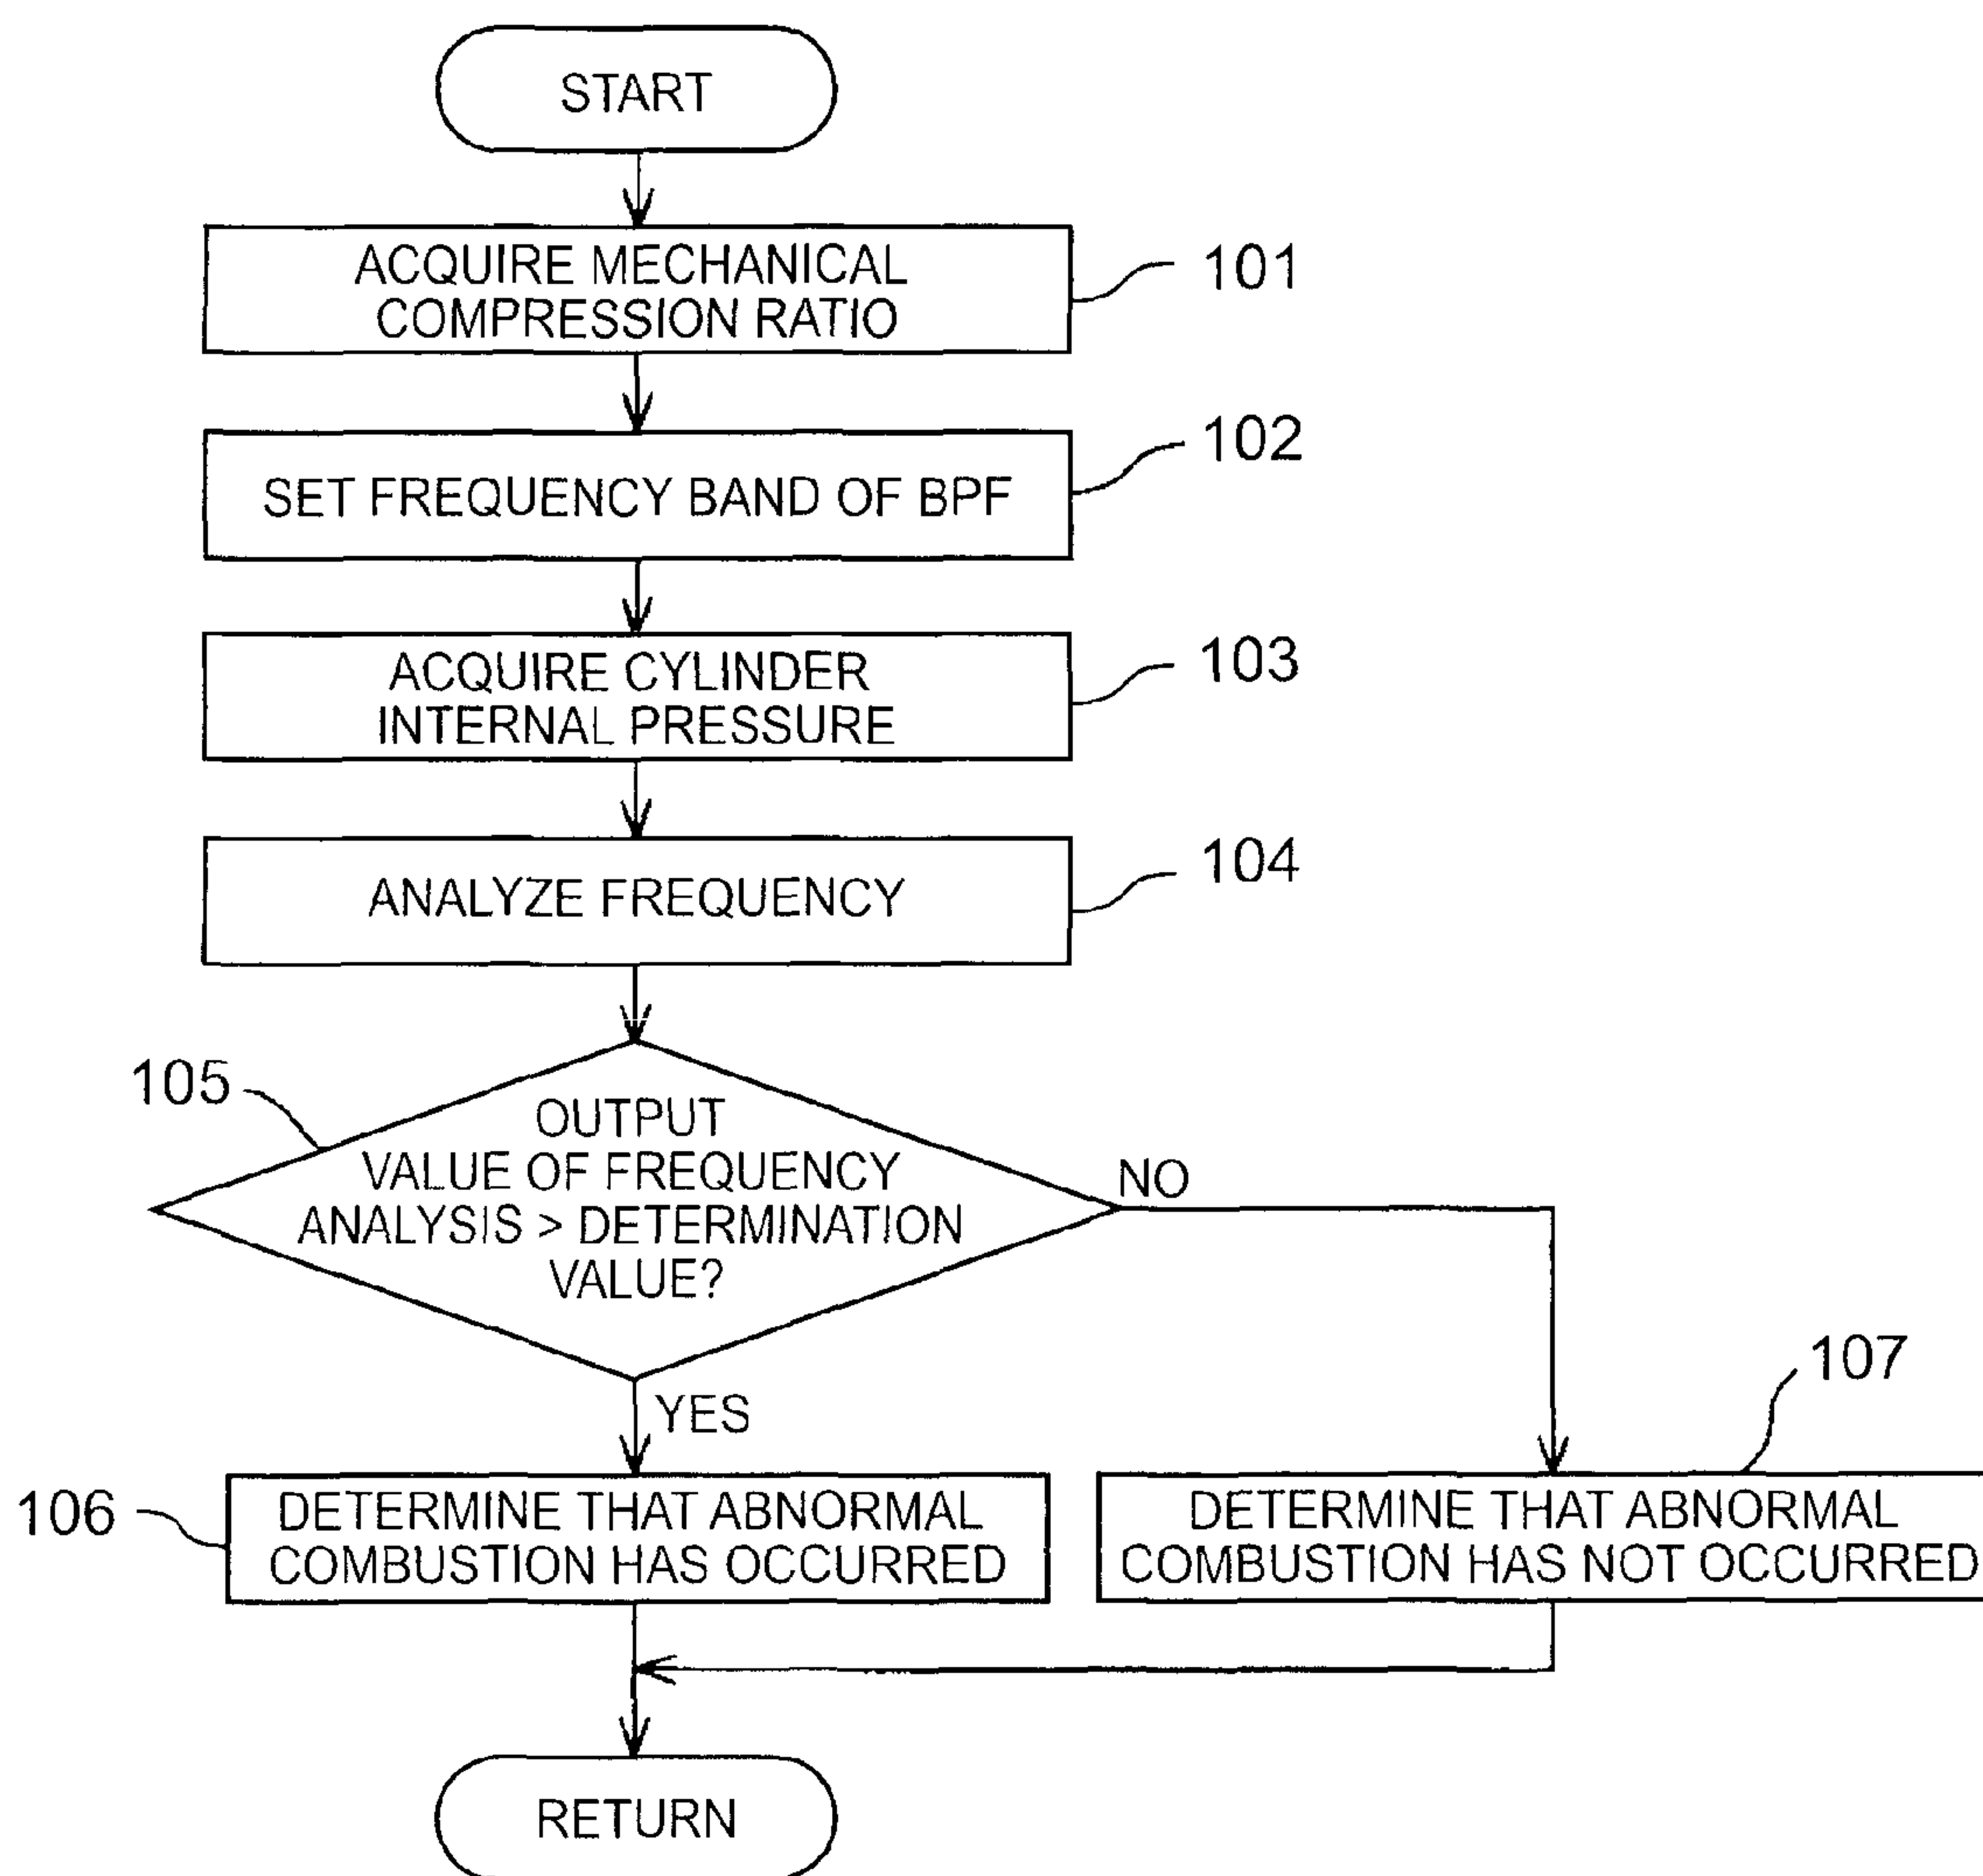 START
ACQUIRE MECHANICAL
COMPRESSION RATIO
101
SET FREQUENCY BAND OF BPF
102
ACQUIRE CYLINDER
INTERNAL PRESSURE
103
ANALYZE FREQUENCY
104
105
OUTPUT
VALUE OF FREQUENCY
ANALYSIS > DETERMINATION
VALUE?
NO
YES
106
DETERMINE THAT ABNORMAL
COMBUSTION HAS OCCURRED
107
DETERMINE THAT ABNORMAL
COMBUSTION HAS NOT OCCURRED
RETURN